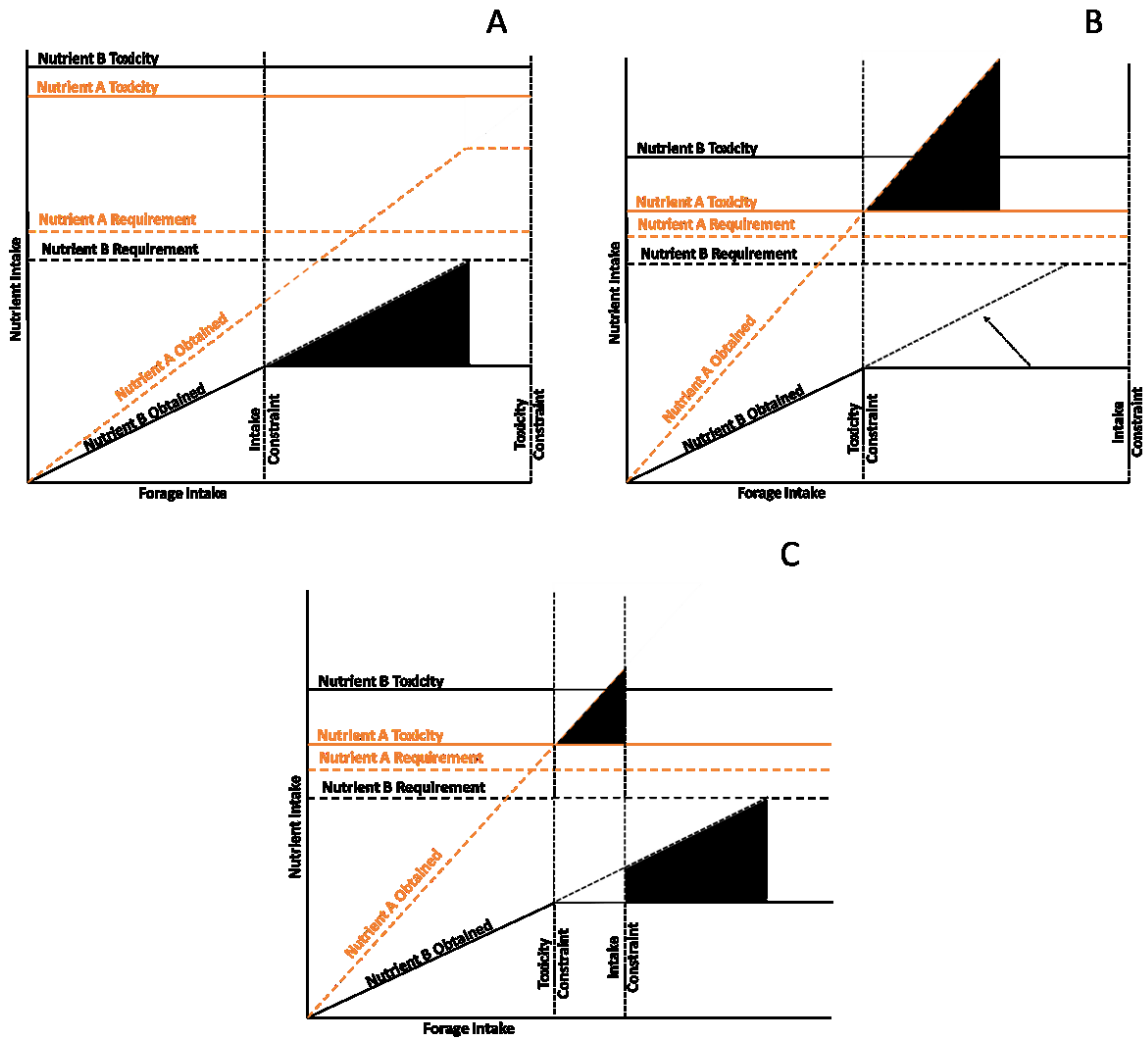 A
Nutrient B Toxicity
Nutrient A Toxicity
Nutrient A Requirement
Nutrient B Requirement
Nutrient A Obtained
Nutrient B Obtained
Intake
Constraint
Toxicity
Constraint
Nutrient Intake
Forage Intake
B
Nutrient B Toxicity
Nutrient A Toxicity
Nutrient A Requirement
Nutrient B Requirement
Nutrient A Obtained
Nutrient B Obtained
Toxicity
Constraint
Intake
Constraint
Nutrient Intake
Forage Intake
C
Nutrient B Toxicity
Nutrient A Toxicity
Nutrient A Requirement
Nutrient B Requirement
Nutrient A Obtained
Nutrient B Obtained
Toxicity
Constraint
Intake
Constraint
Nutrient Intake
Forage Intake